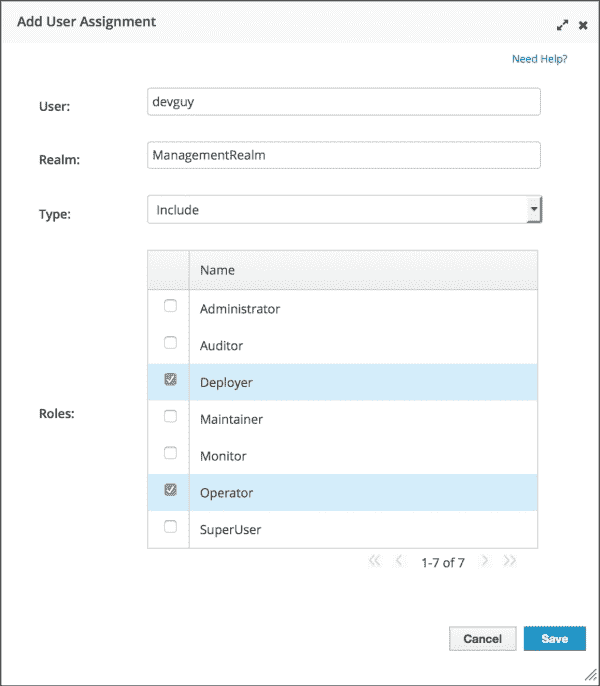 Add User Assignment
Need Help?
User: devguy
Realm: ManagementRealm
Type: Include
Name
Administrator
Auditor
Deployer
Roles: Maintainer
Monitor
Operator
SuperUser
1-7 of 7
Cancel Save